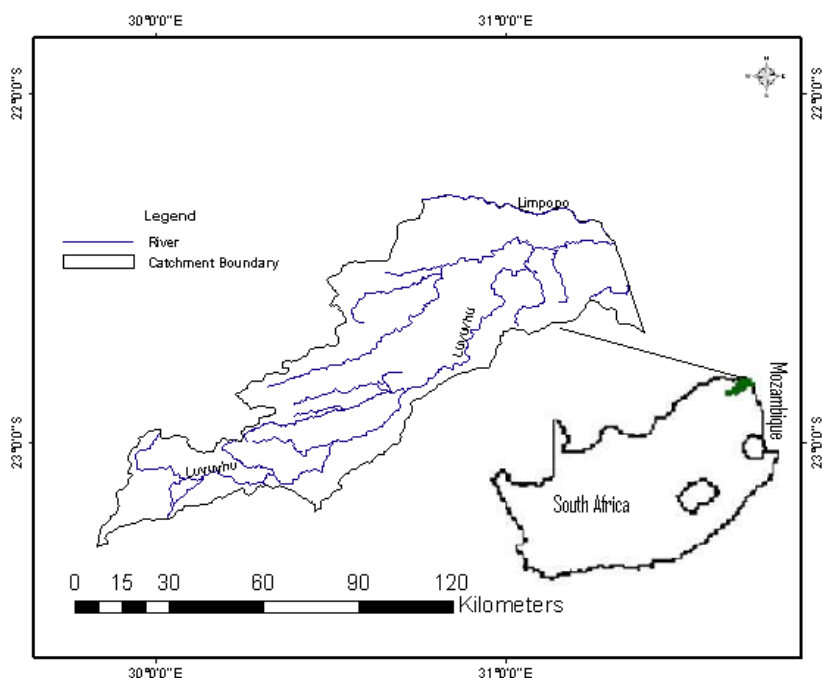 30°0'0"E 31°0'0"E
22°0'0"S 22°0'0"S
Limpopo
Legend
River
Catchment Boundary
Luvuvhu
Mozambique
23°0'0"S 23°0'0"S
Luvuvhu
South Africa
0 15 30 60 90 120
Kilometers
30°0'0"E 31°0'0"E